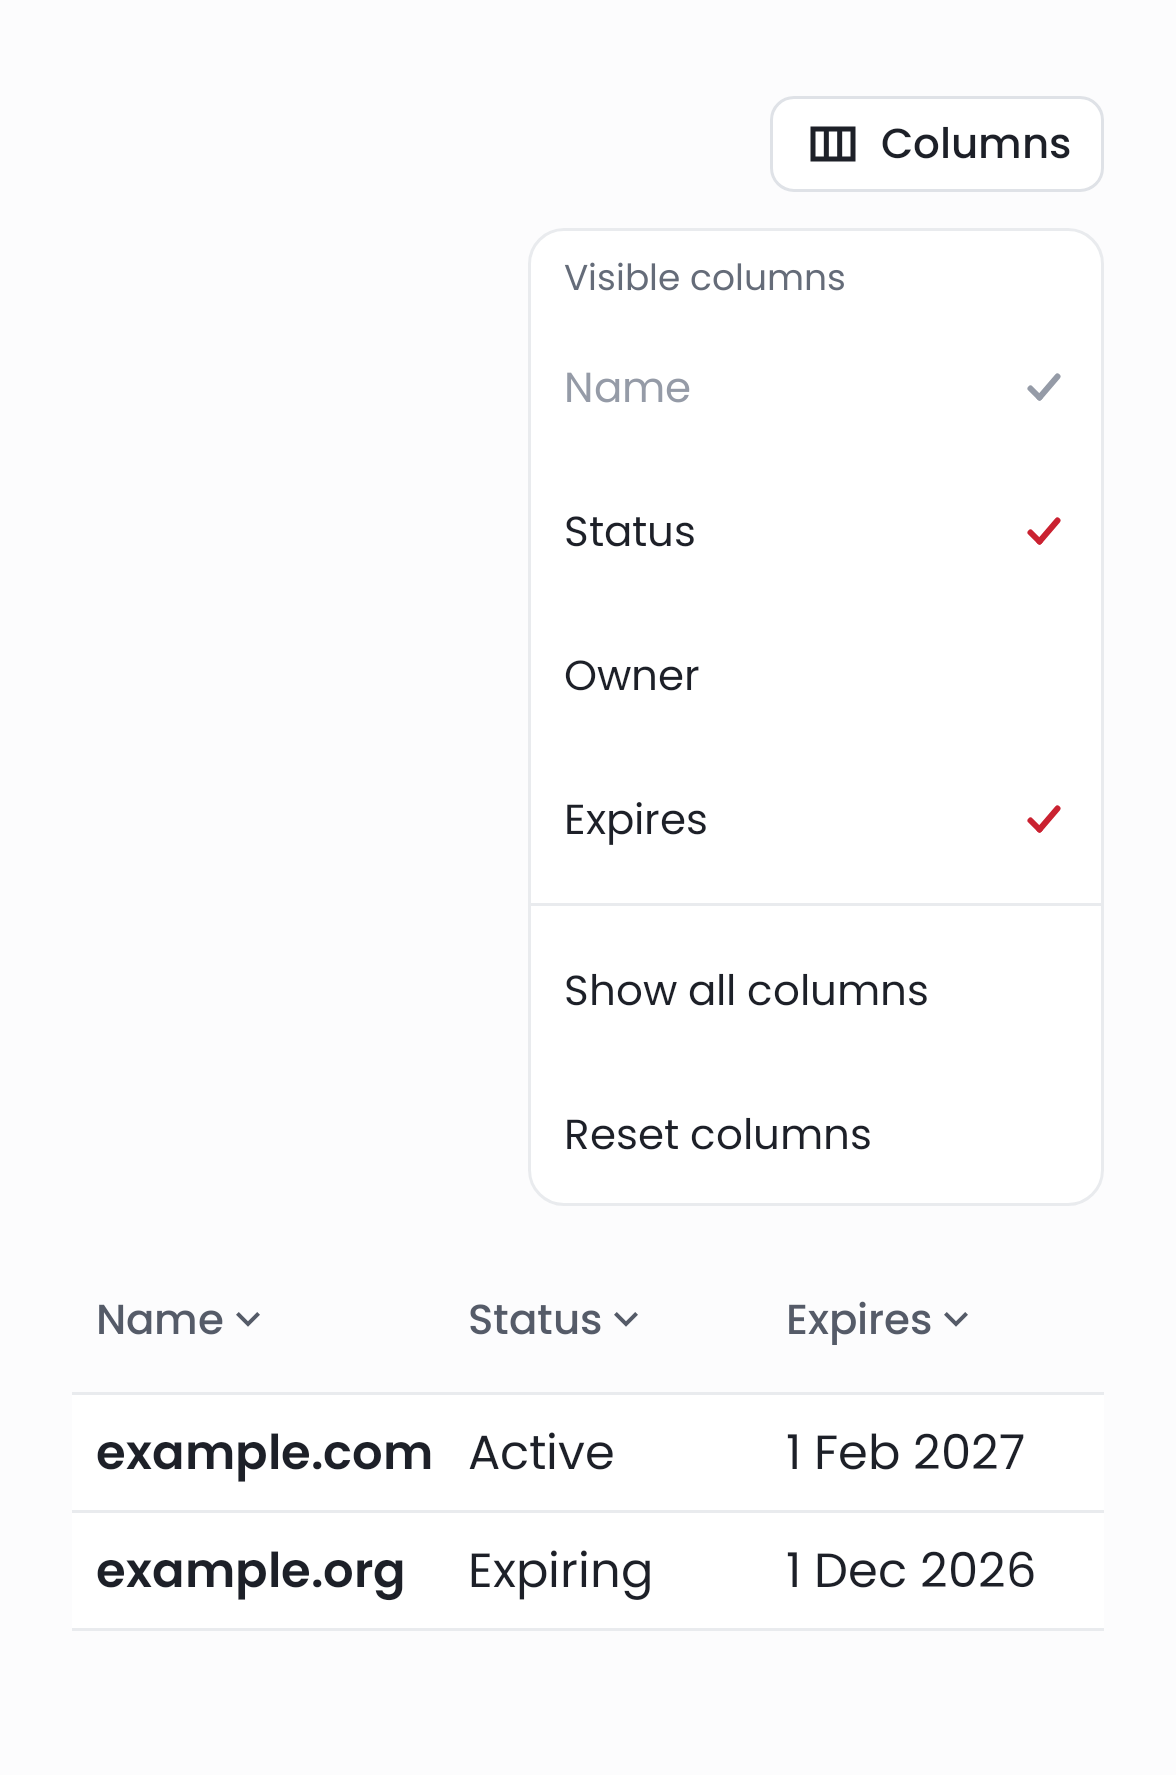 Columns
Visible columns
Name
Status
Owner
Expires
Show all columns
Reset columns
Name Status Expires
example.com Active 1 Feb 2027
example.org Expiring 1 Dec 2026